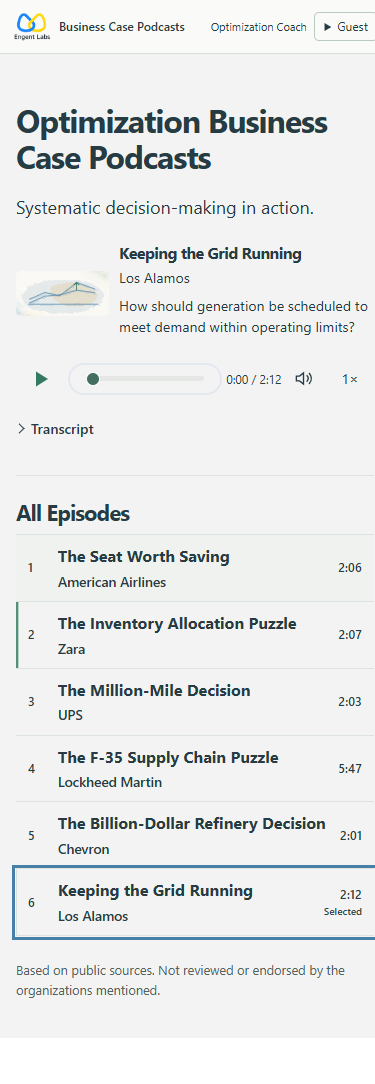 Engent Labs
Business Case Podcasts
Optimization Coach
Guest
Optimization Business
Case Podcasts
Systematic decision-making in action.
Keeping the Grid Running
Los Alamos
How should generation be scheduled to
meet demand within operating limits?
0:00 / 2:12
1×
Transcript
All Episodes
1
The Seat Worth Saving
American Airlines
2:06
2
The Inventory Allocation Puzzle
Zara
2:07
3
The Million-Mile Decision
UPS
2:03
4
The F-35 Supply Chain Puzzle
Lockheed Martin
5:47
5
The Billion-Dollar Refinery Decision
Chevron
2:01
6
Keeping the Grid Running
Los Alamos
2:12
Selected
Based on public sources. Not reviewed or endorsed by the
organizations mentioned.